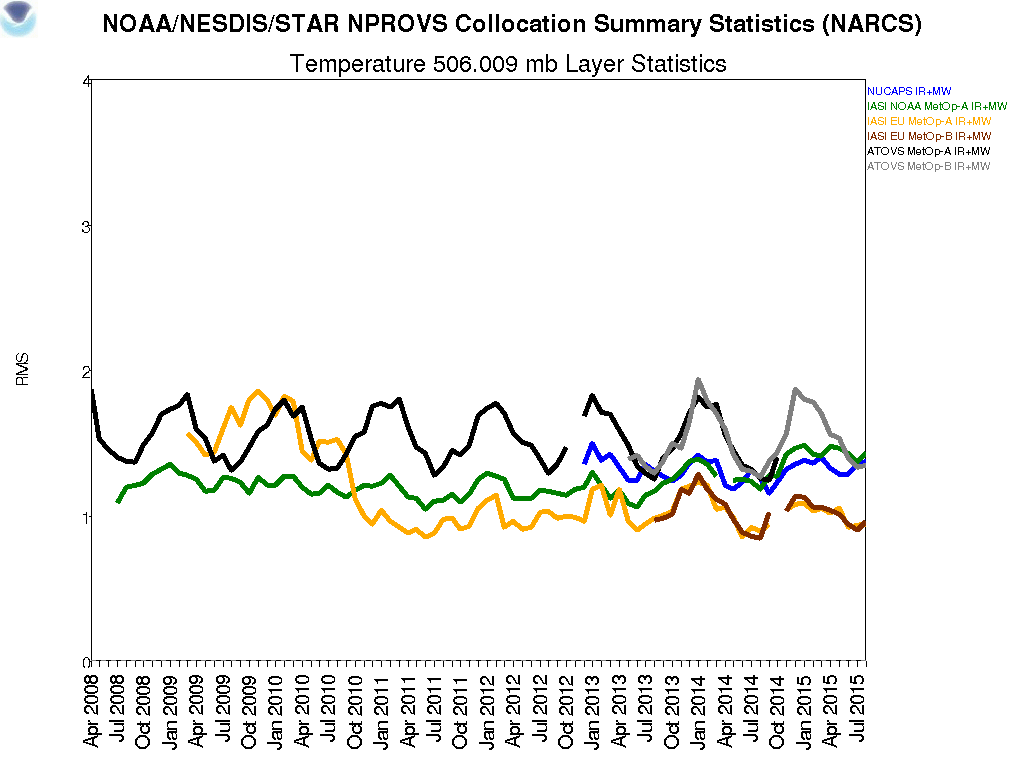 NOAA/NESDIS/STAR NPROVS Collocation Summary Statistics (NARCS)
Temperature 506.009 mb Layer Statistics
NUCAPS IR+MW
IASI NOAA MetOp-A IR+MW
IASI EU MetOp-A IR+MW
IASI EU MetOp-B IR+MW
ATOVS MetOp-A IR+MW
ATOVS MetOp-B IR+MW
4
3
2
1
0
RMS
Apr 2008
Jul 2008
Oct 2008
Jan 2009
Apr 2009
Jul 2009
Oct 2009
Jan 2010
Apr 2010
Jul 2010
Oct 2010
Jan 2011
Apr 2011
Jul 2011
Oct 2011
Jan 2012
Apr 2012
Jul 2012
Oct 2012
Jan 2013
Apr 2013
Jul 2013
Oct 2013
Jan 2014
Apr 2014
Jul 2014
Oct 2014
Jan 2015
Apr 2015
Jul 2015